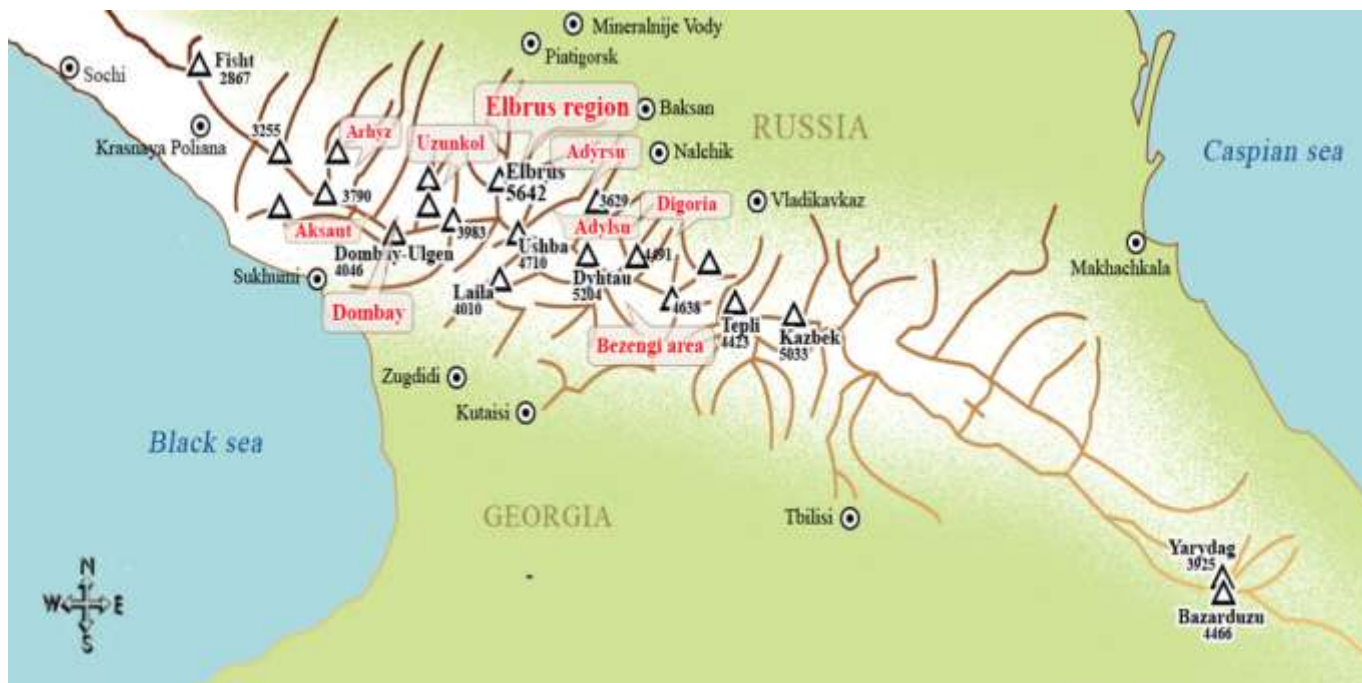 Mineralnije Vody
Piatigorsk
Fisht
2867
Sochi
Elbrus region
Baksan
RUSSIA
Krasnaya Poliana
3255
Arhyz
Uzunkol
Adyrsu
Nalchik
Caspian sea
Elbrus
5642
3790
3629
Digoria
Vladikavkaz
Aksaut
3983
Adylsu
Dombay-Ulgen
4046
Ushba
4710
4491
Makhachkala
Sukhumi
Dyhtau
5204
Laila
4010
4638
Dombay
Tepli
4423
Kazbek
5033
Bezengi area
Zugdidi
Kutaisi
Black sea
GEORGIA
Tbilisi
Yarydag
3925
Bazarduzu
4466
N
W
E
S